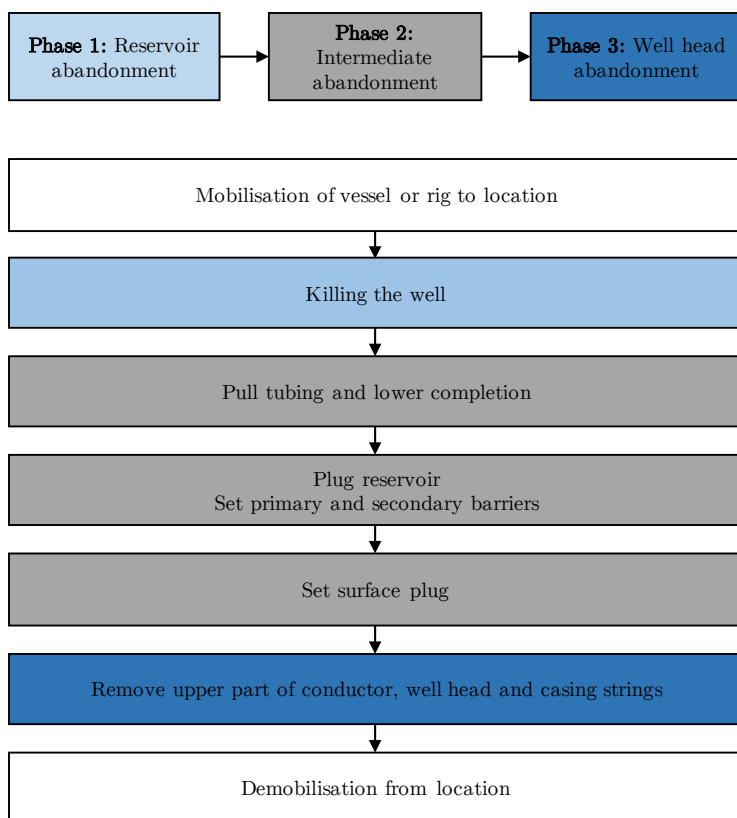 Phase 1: Reservoir
abandonment
Phase 2:
Intermediate
abandonment
Phase 3: Well head
abandonment
Mobilisation of vessel or rig to location
Killing the well
Pull tubing and lower completion
Plug reservoir
Set primary and secondary barriers
Set surface plug
Remove upper part of conductor, well head and casing strings
Demobilisation from location